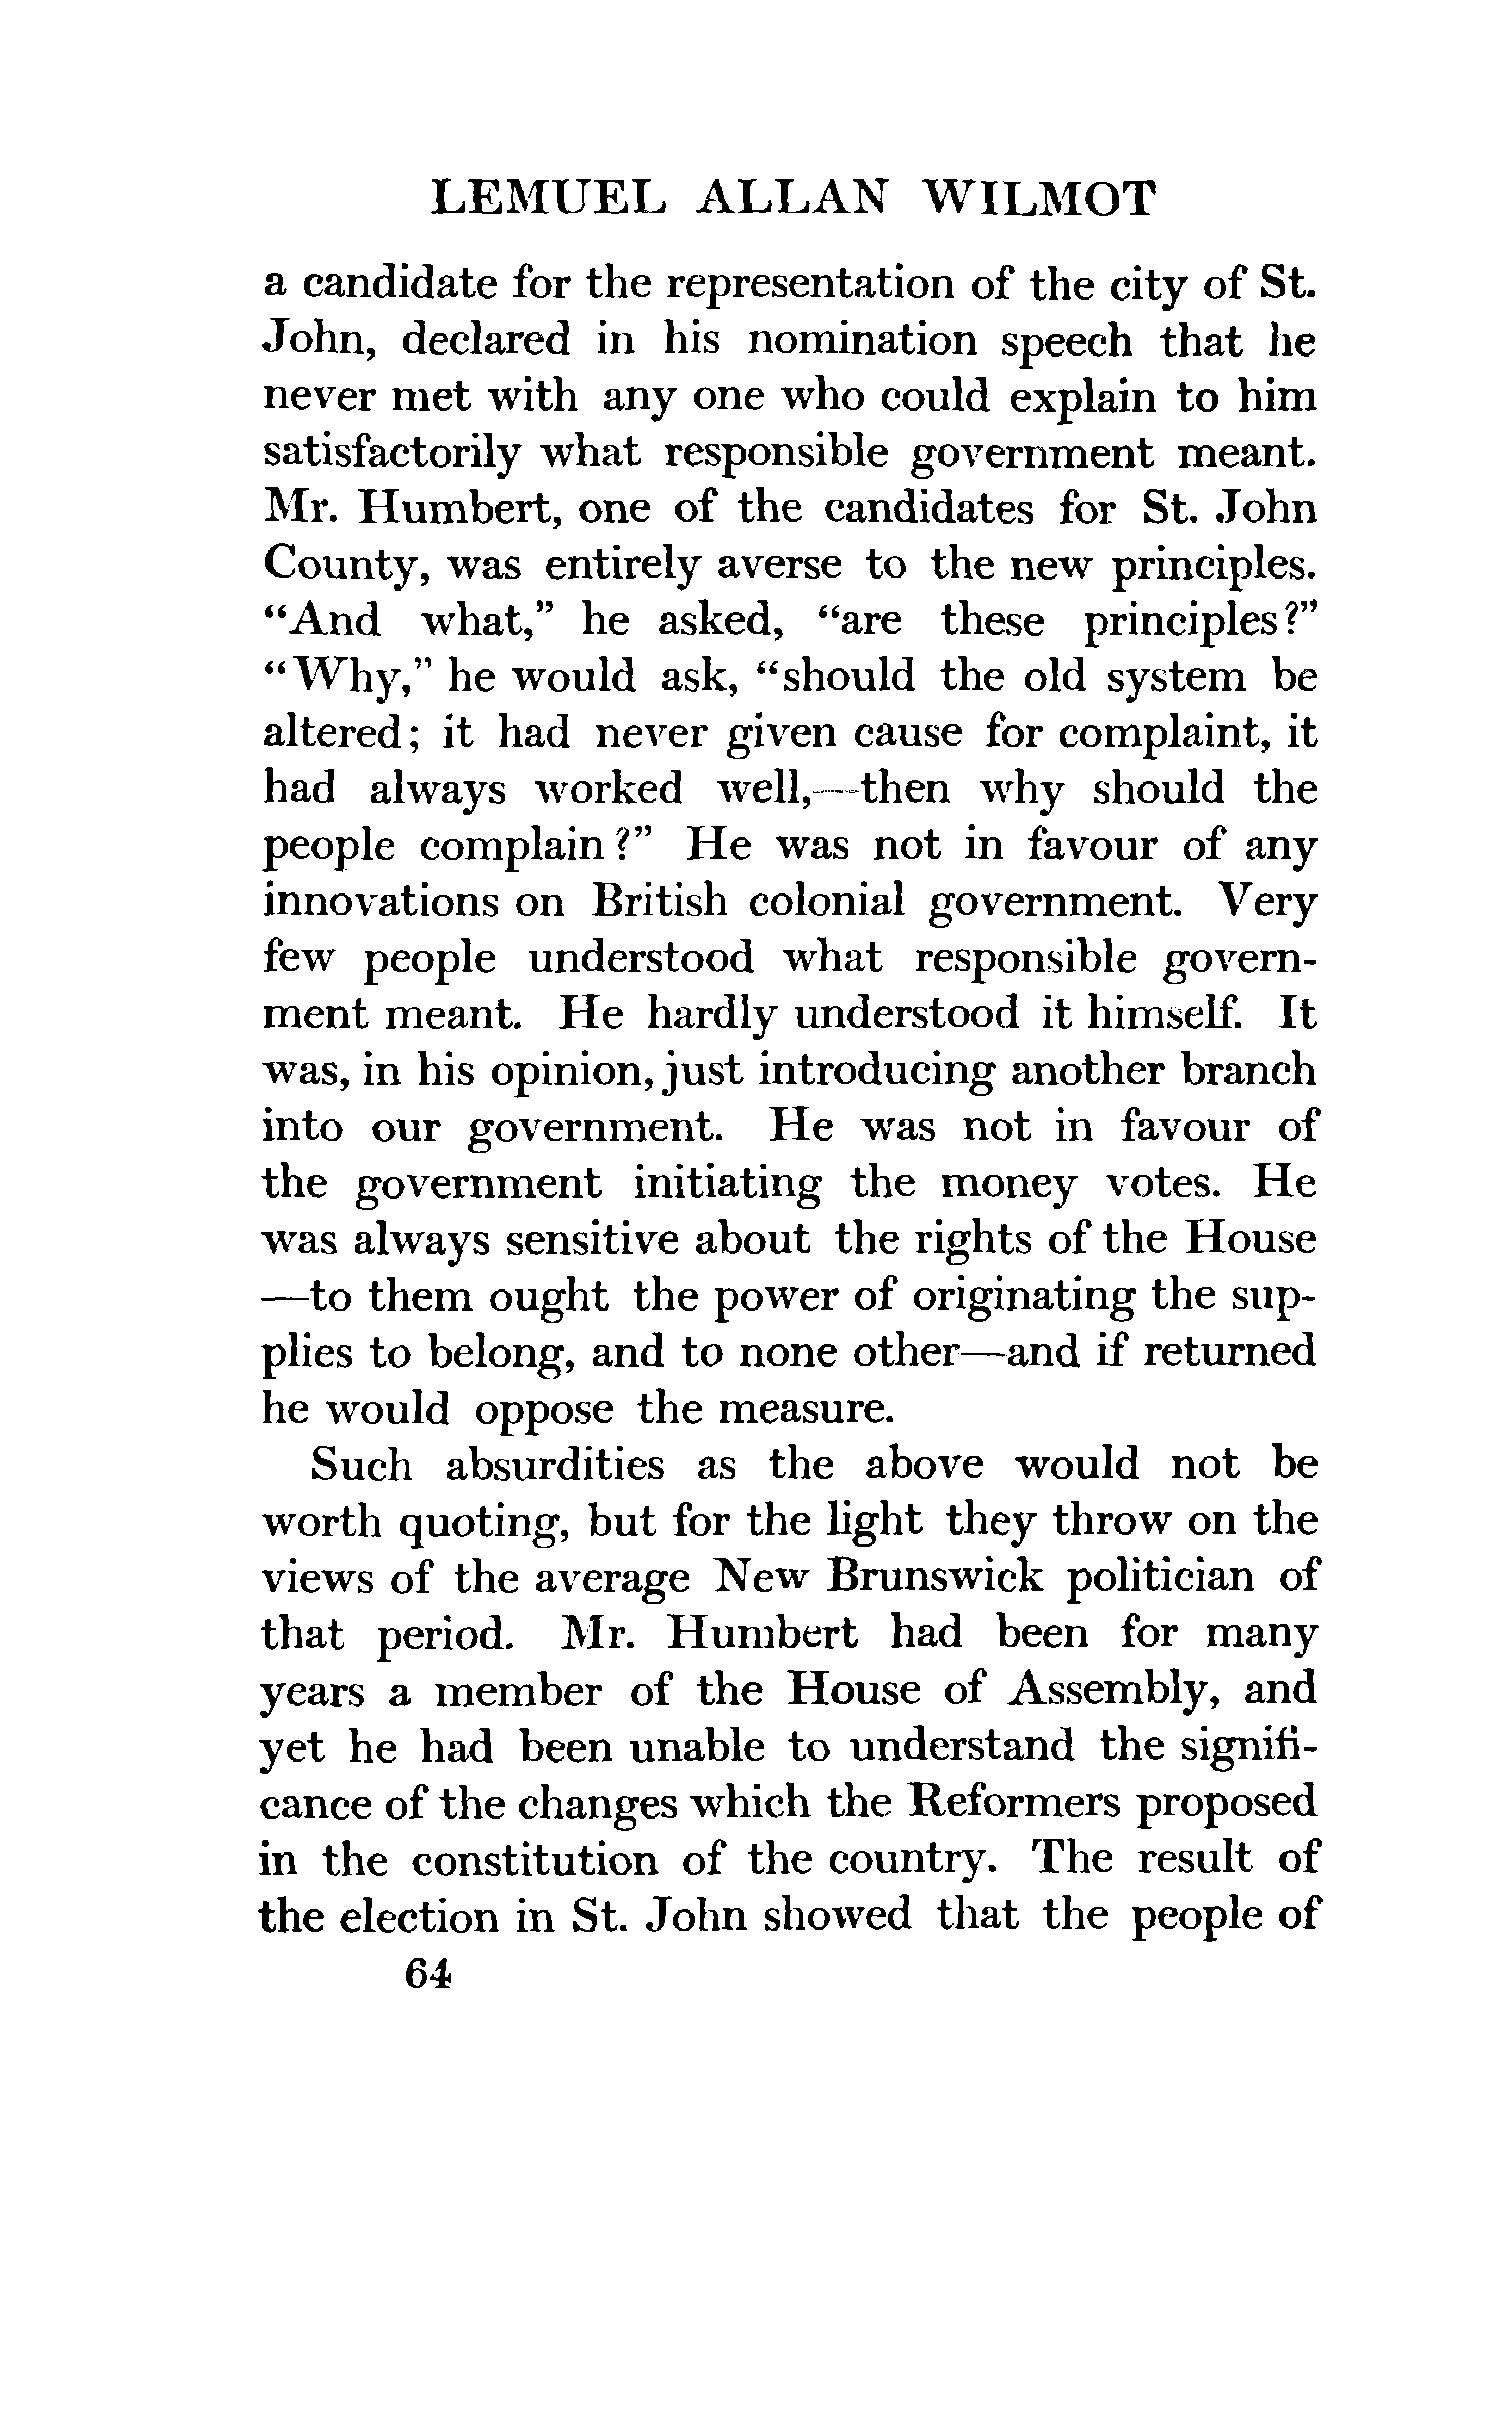 LEMUEL ALLAN WILMOT
a candidate for the representation of the city of St.
John, declared in his nomination speech that he
never met with any one who could explain to him
satisfactorily what responsible government meant.
Mr. Humbert, one of the candidates for St. John
County, was entirely averse to the new principles.
“And what,” he asked, “are these principles?”
“Why,” he would ask, “should the old system be
altered; it had never given cause for complaint, it
had always worked well,—then why should the
people complain?” He was not in favour of any
innovations on British colonial government. Very
few people understood what responsible govern-
ment meant. He hardly understood it himself. It
was, in his opinion, just introducing another branch
into our government. He was not in favour of
the government initiating the money votes. He
was always sensitive about the rights of the House
—to them ought the power of originating the sup-
plies to belong, and to none other—and if returned
he would oppose the measure.
Such absurdities as the above would not be
worth quoting, but for the light they throw on the
views of the average New Brunswick politician of
that period. Mr. Humbert had been for many
years a member of the House of Assembly, and
yet he had been unable to understand the signifi-
cance of the changes which the Reformers proposed
in the constitution of the country. The result of
the election in St. John showed that the people of
64